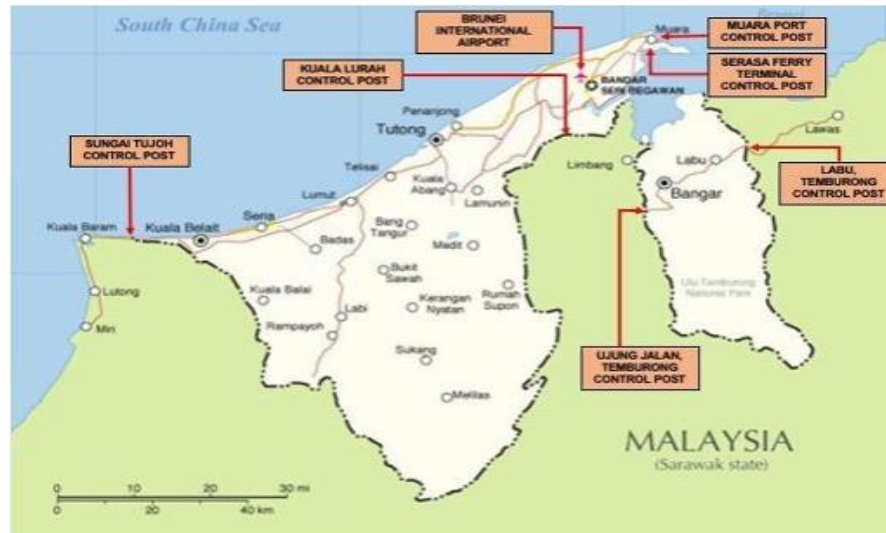 South China Sea
BRUNEI
INTERNATIONAL
AIRPORT
Muara
MUARA PORT
CONTROL POST
KUALA LURAH
CONTROL POST
SERASA FERRY
TERMINAL
CONTROL POST
BANDAR
SERI BEGAWAN
Penanjong
Tutong
Lawas
SUNGAI TUJOH
CONTROL POST
Limbang
Labu
LABU,
TEMBURONG
CONTROL POST
Telisai
Kuala
Abang
Lamunin
Bangar
Lumut
Kuala Baram
Kuala Belait
Seria
Badas
Beng
Tangur
Medit
Bukit
Sawah
Lutong
Kuala Balai
Kerangan
Nyatan
Rumah
Supon
Ulu Temburong
National Park
Labi
Rampayoh
Miri
Sukang
UJUNG JALAN,
TEMBURONG
CONTROL POST
Melilas
MALAYSIA
(Sarawak state)
0 10 20 30 mi
0 20 40 km